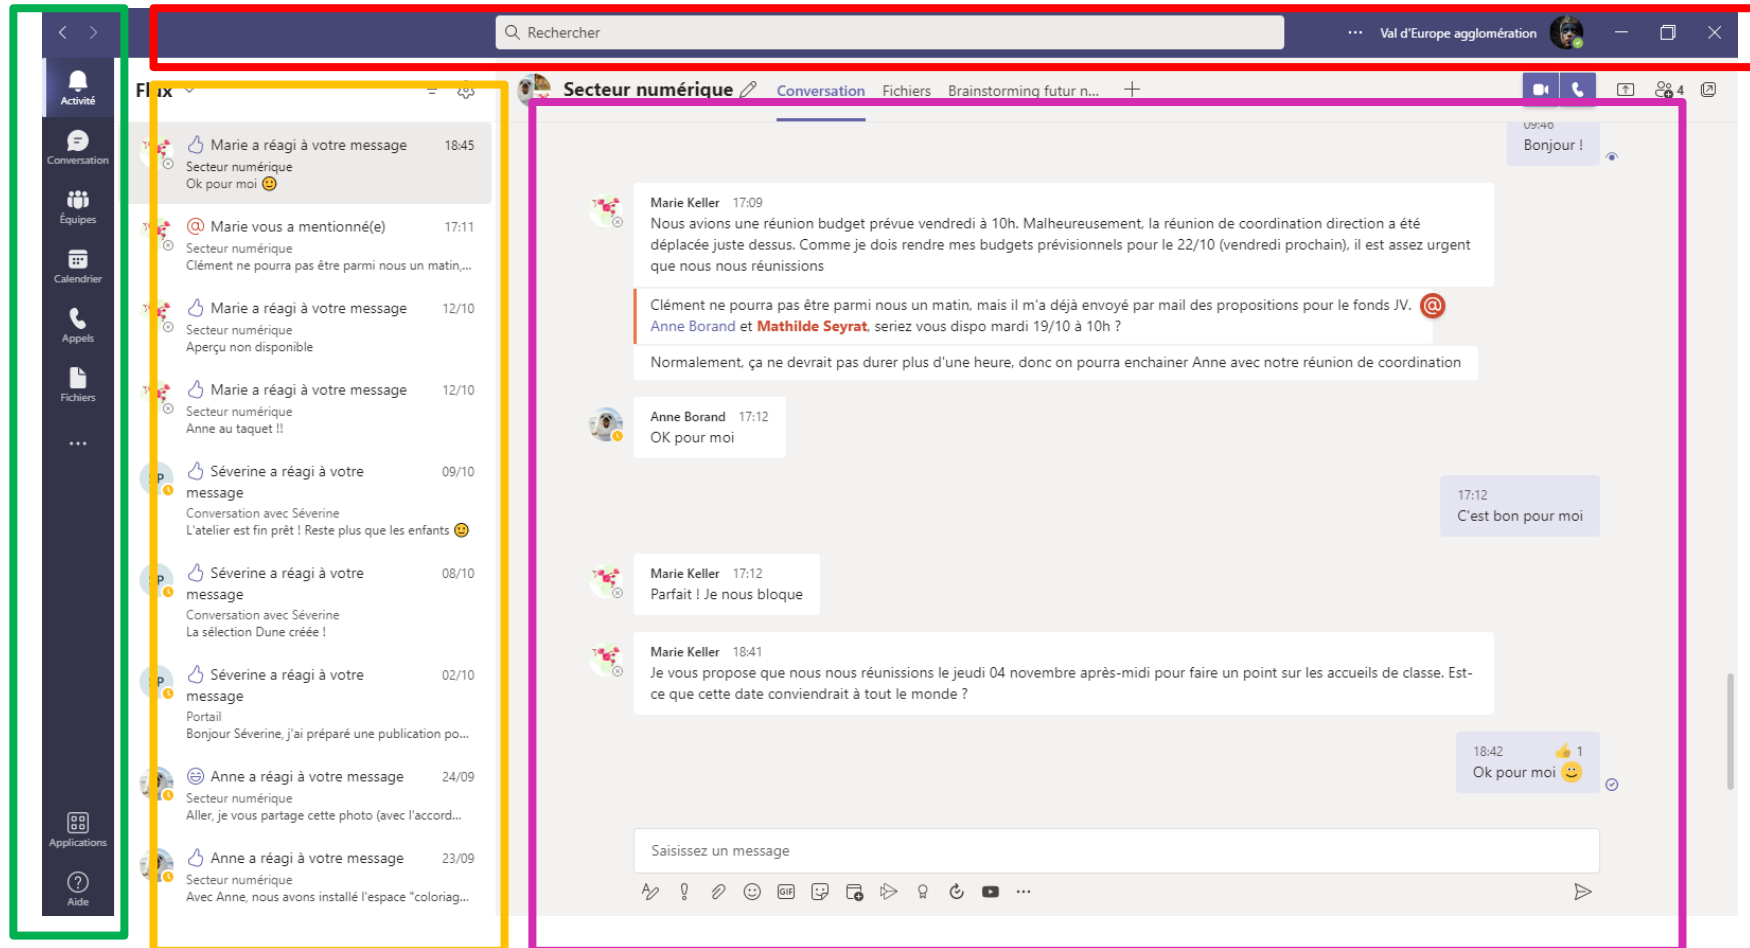 Rechercher
Val d'Europe agglomération
Activité
Conversation
Équipes
Calendrier
Appels
Fichiers
Applications
Aide
Flux
Marie a réagi à votre message 18:45
Secteur numérique
Ok pour moi
Marie vous a mentionné(e) 17:11
Secteur numérique
Clément ne pourra pas être parmi nous un matin,...
Marie a réagi à votre message 12/10
Secteur numérique
Aperçu non disponible
Marie a réagi à votre message 12/10
Secteur numérique
Anne au taquet !!
SP
Séverine a réagi à votre 09/10
message
Conversation avec Séverine
L'atelier est fin prêt ! Reste plus que les enfants
SP
Séverine a réagi à votre 08/10
message
Conversation avec Séverine
La sélection Dune créée !
SP
Séverine a réagi à votre 02/10
message
Portail
Bonjour Séverine, j'ai préparé une publication po...
Anne a réagi à votre message 24/09
Secteur numérique
Aller, je vous partage cette photo (avec l'accord...
Anne a réagi à votre message 23/09
Secteur numérique
Avec Anne, nous avons installé l'espace "coloriag...
Secteur numérique Conversation Fichiers Brainstorming futur n... 4
09:46
Bonjour !
Marie Keller 17:09
Nous avions une réunion budget prévue vendredi à 10h. Malheureusement, la réunion de coordination direction a été
déplacée juste dessus. Comme je dois rendre mes budgets prévisionnels pour le 22/10 (vendredi prochain), il est assez urgent
que nous nous réunissions
Clément ne pourra pas être parmi nous un matin, mais il m'a déjà envoyé par mail des propositions pour le fonds JV.
Anne Borand et Mathilde Seyrat, seriez vous dispo mardi 19/10 à 10h ?
Normalement, ça ne devrait pas durer plus d'une heure, donc on pourra enchainer Anne avec notre réunion de coordination
Anne Borand 17:12
OK pour moi
17:12
C'est bon pour moi
Marie Keller 17:12
Parfait ! Je nous bloque
Marie Keller 18:41
Je vous propose que nous nous réunissions le jeudi 04 novembre après-midi pour faire un point sur les accueils de classe. Est-
ce que cette date conviendrait à tout le monde ?
18:42 1
Ok pour moi
Saisissez un message
GIF